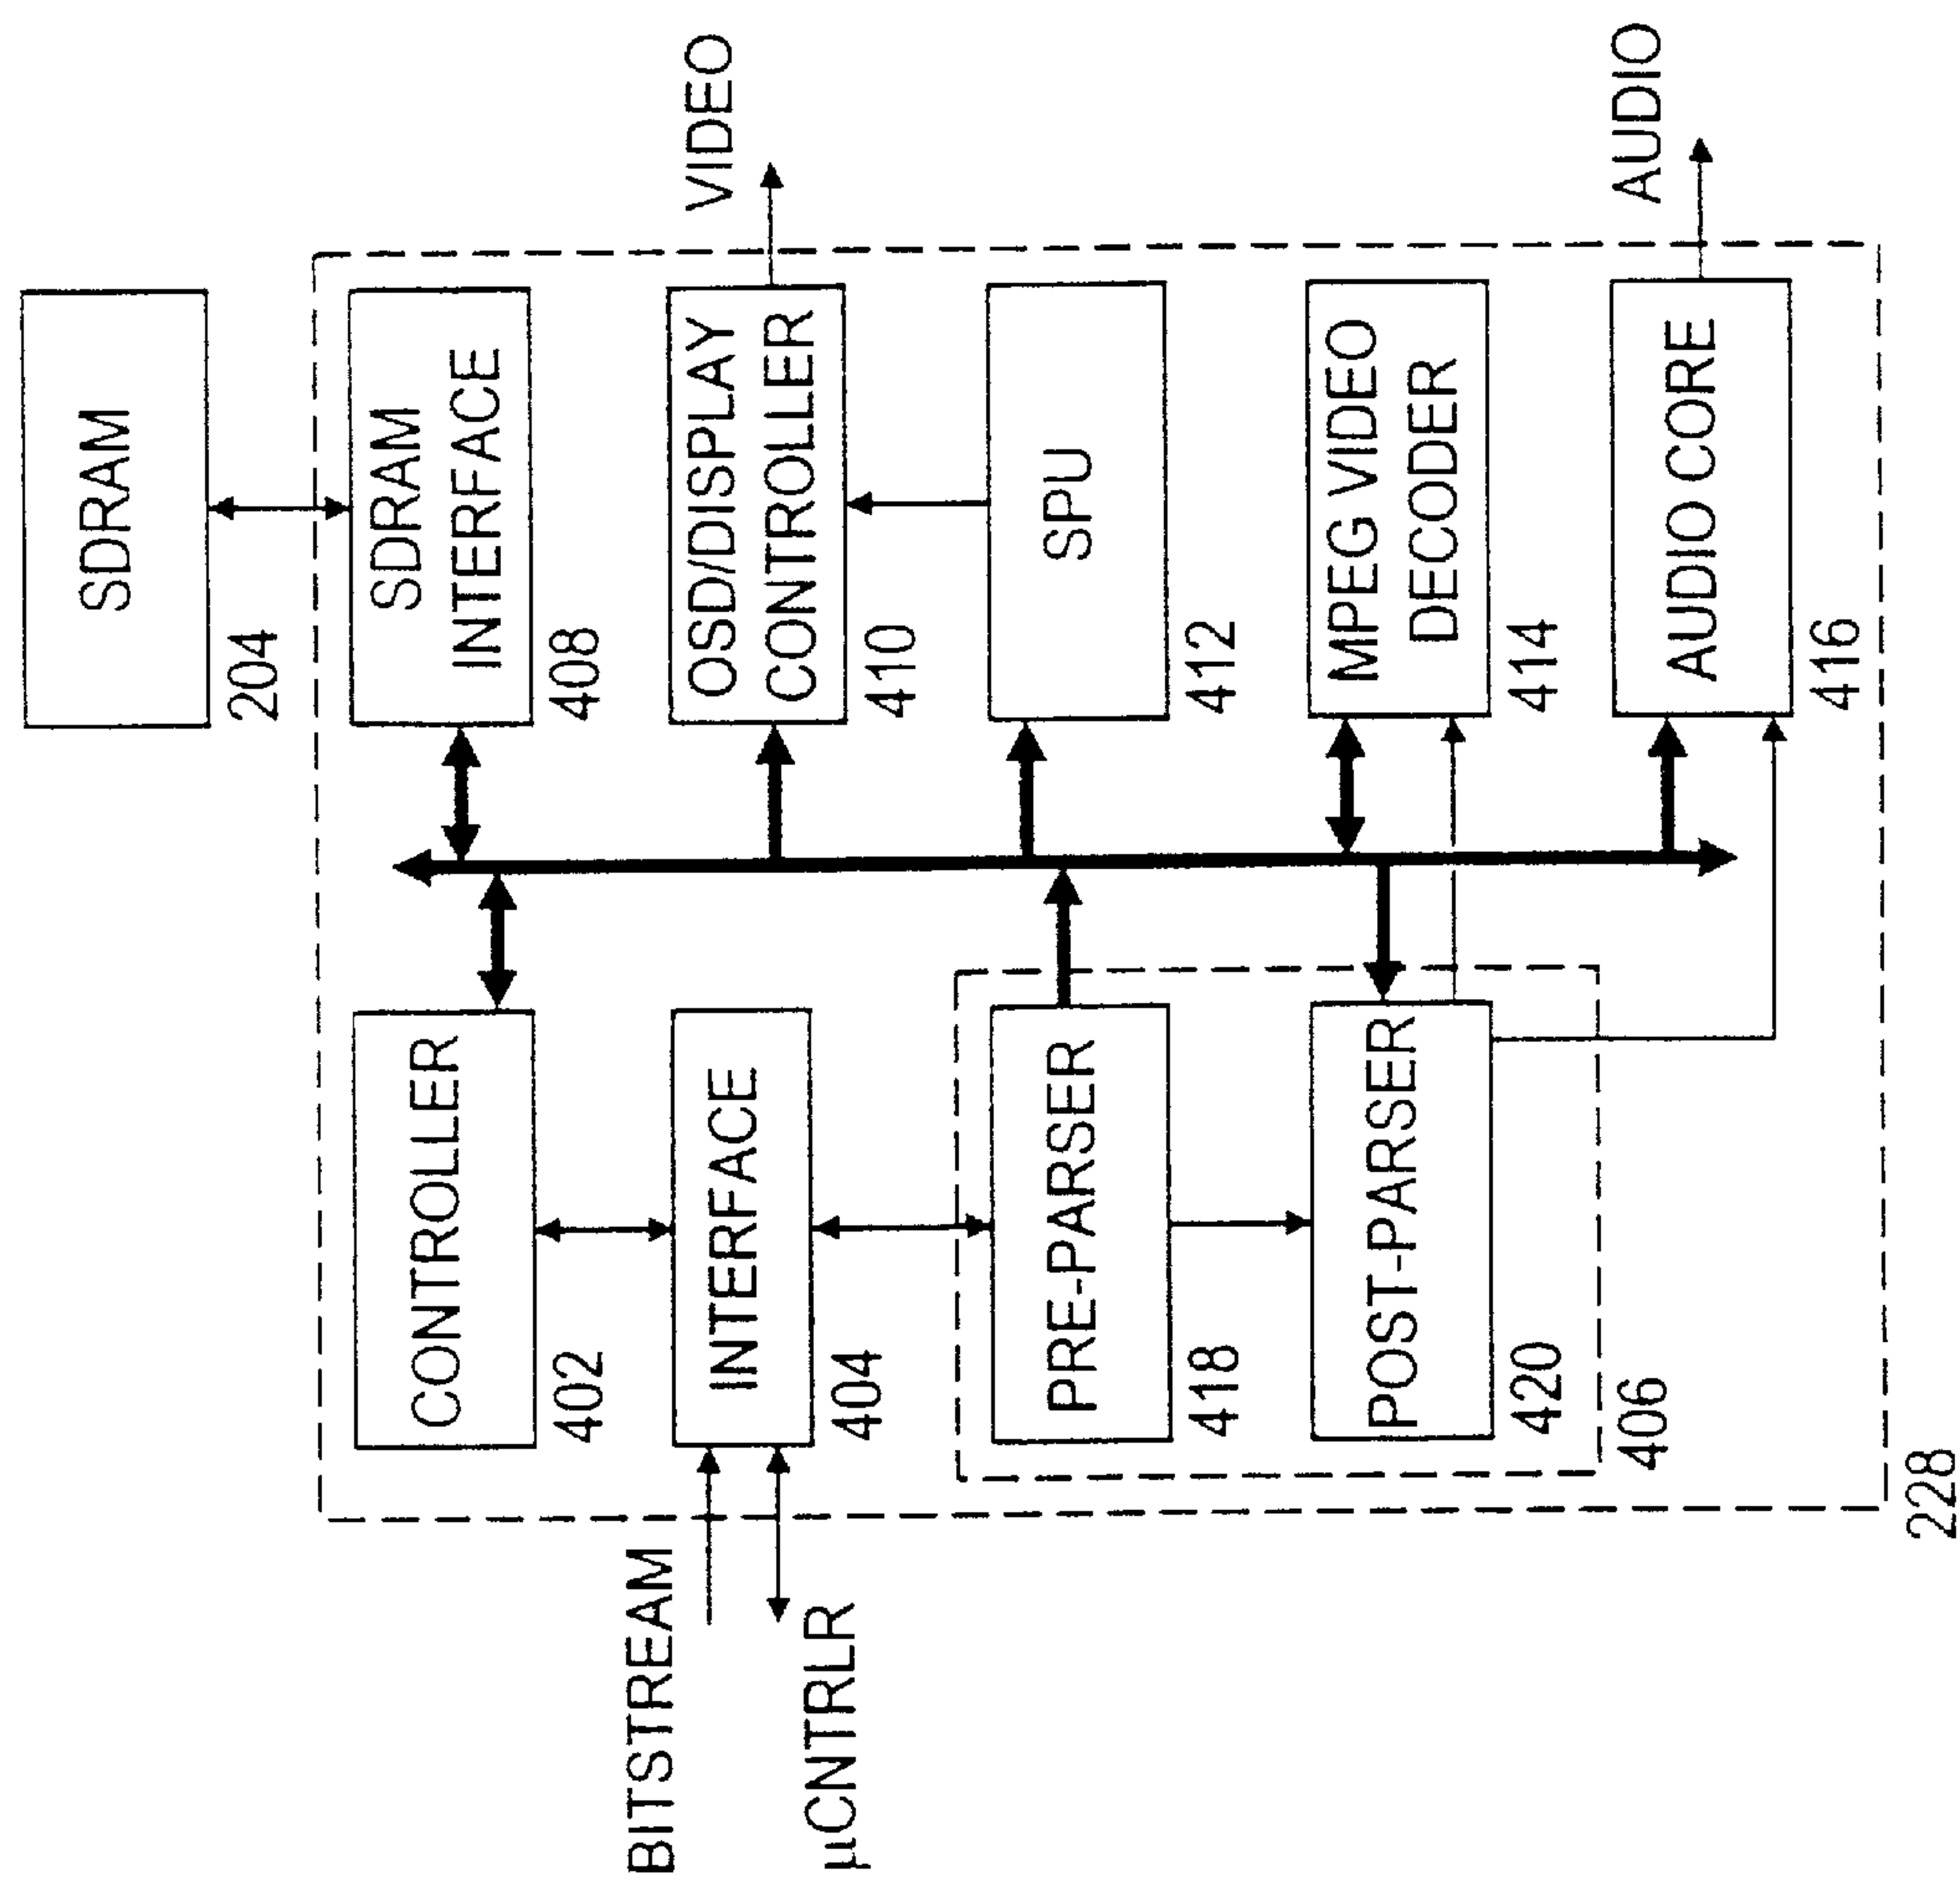 SDRAM
204
BITSTREAM
µCNTRLR
CONTROLLER
402
INTERFACE
404
PRE-PARSER
418
POST-PARSER
420
406
SDRAM
INTERFACE
408
OSD/DISPLAY
CONTROLLER
410
SPU
412
MPEG VIDEO
DECODER
414
AUDIO CORE
416
VIDEO
AUDIO
228